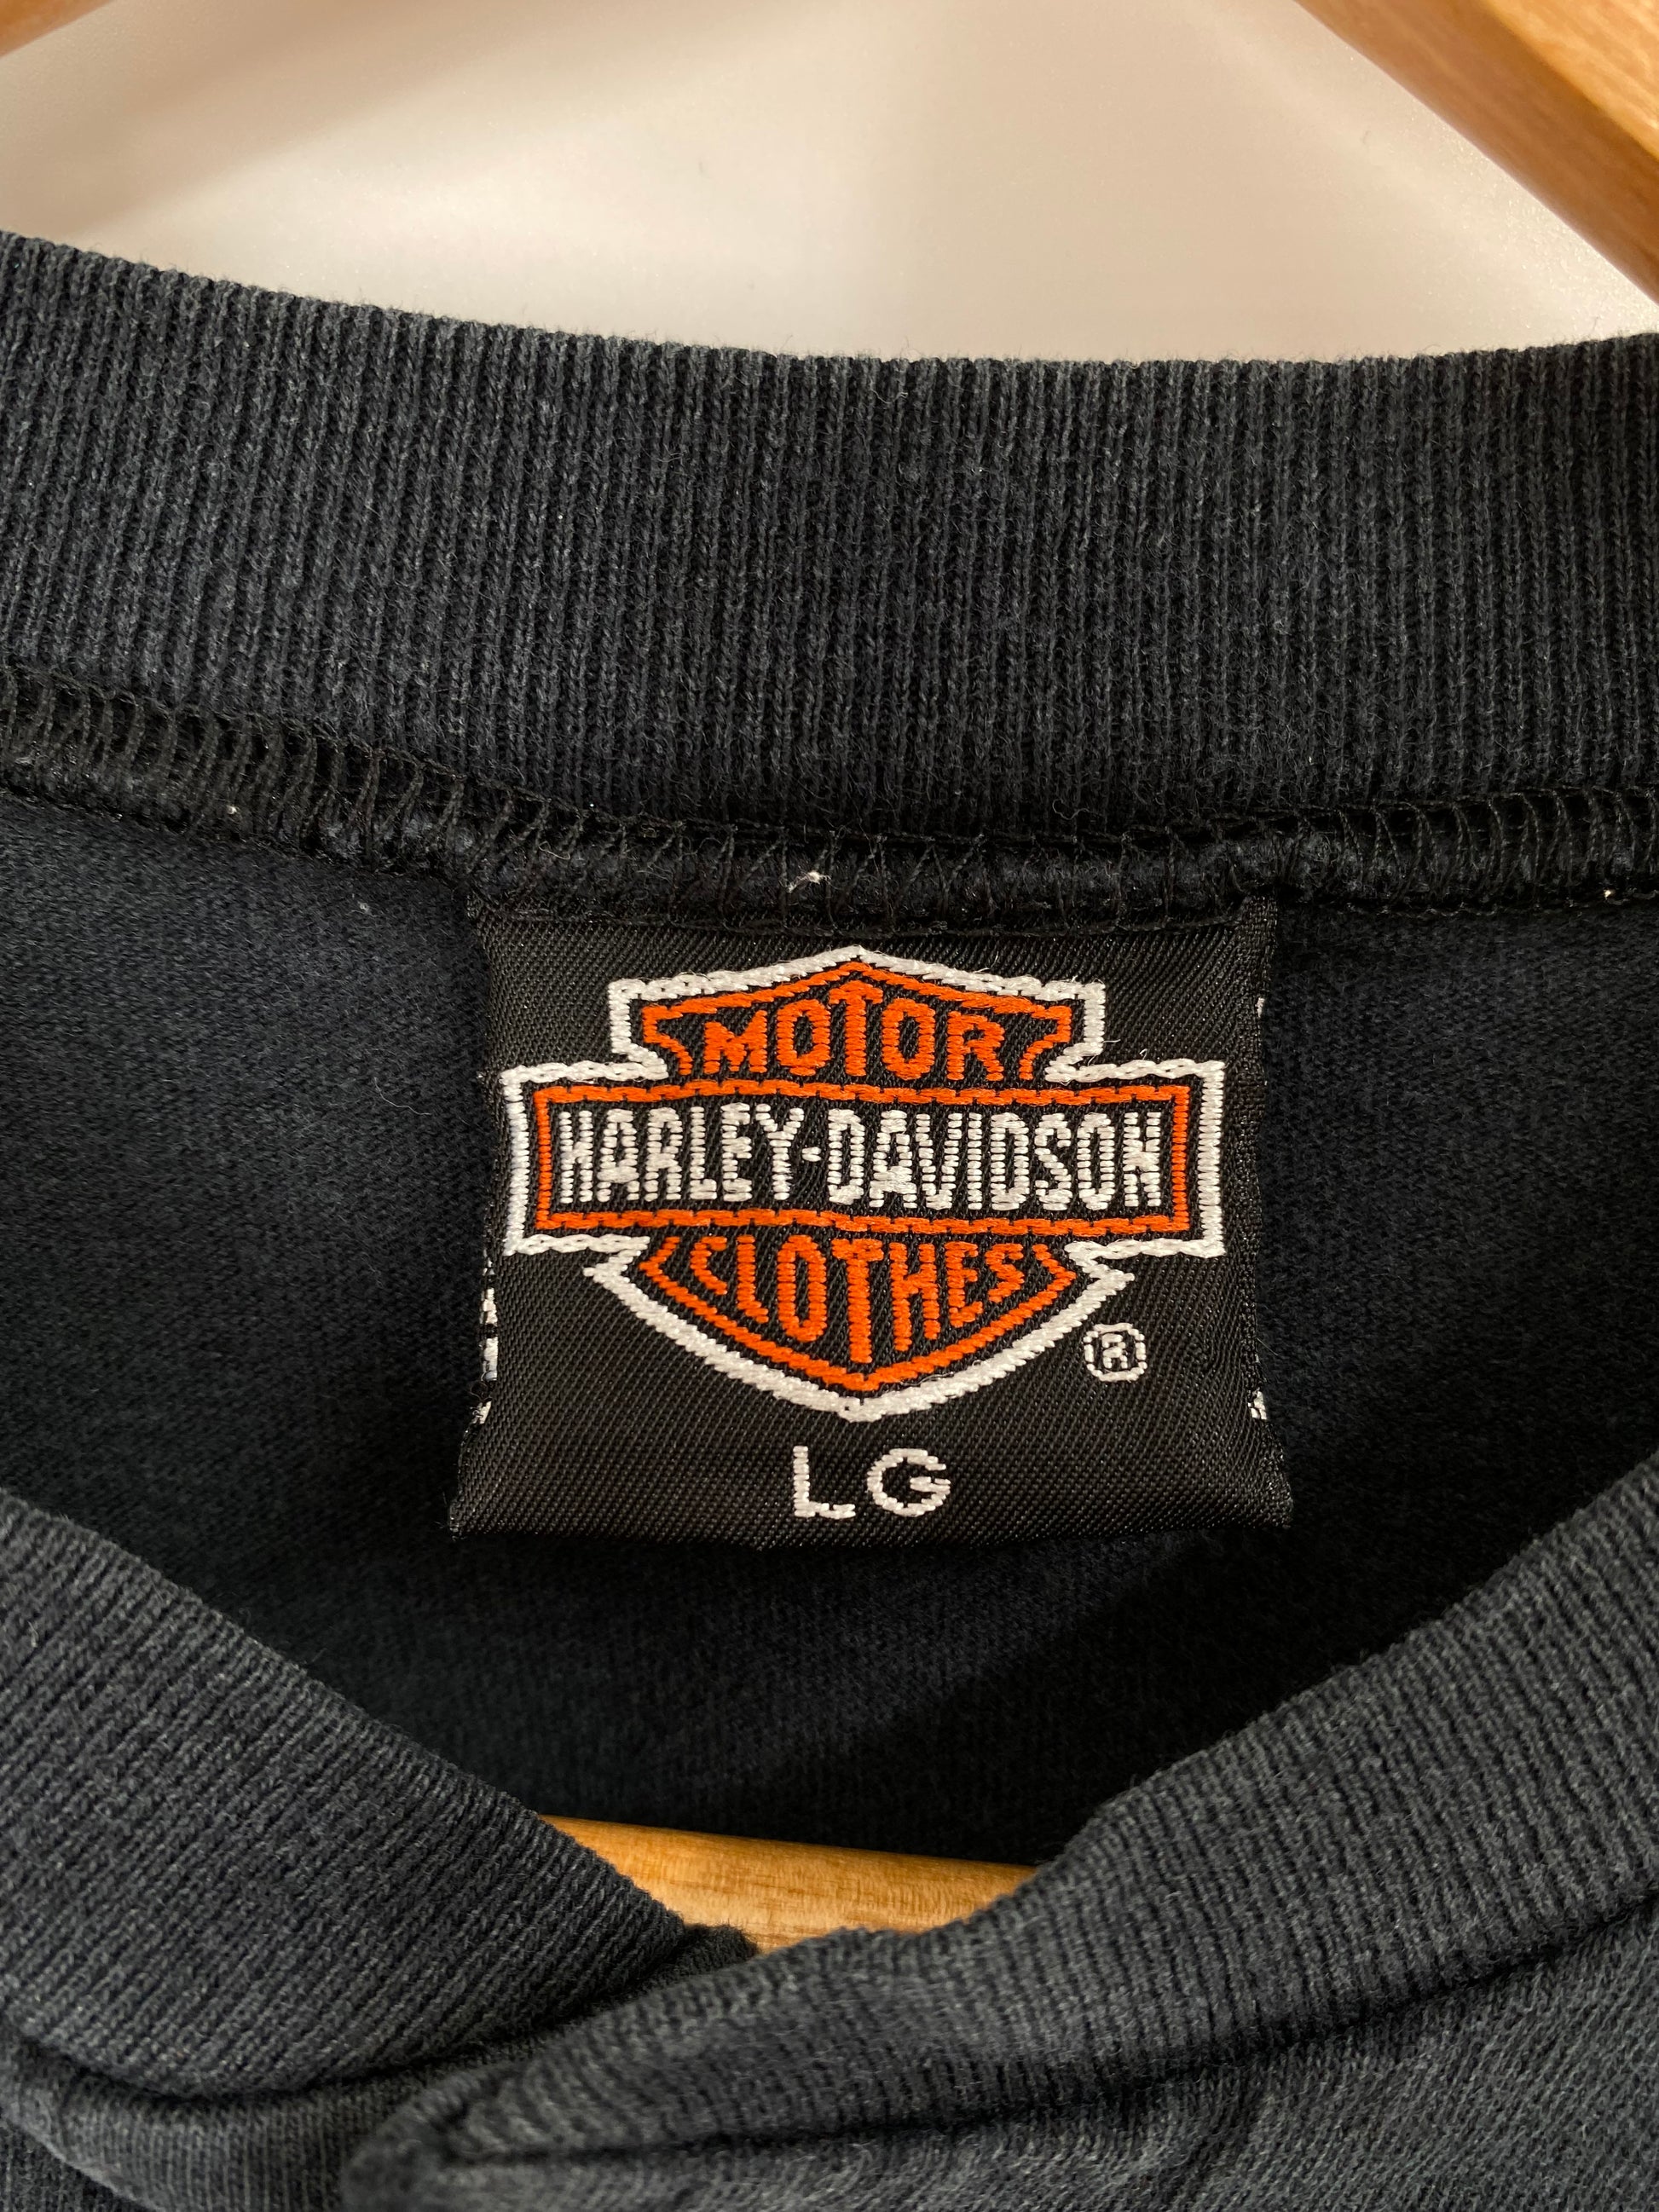 MOTOR
HARLEY-DAVIDSON
CLOTHES
®
LG